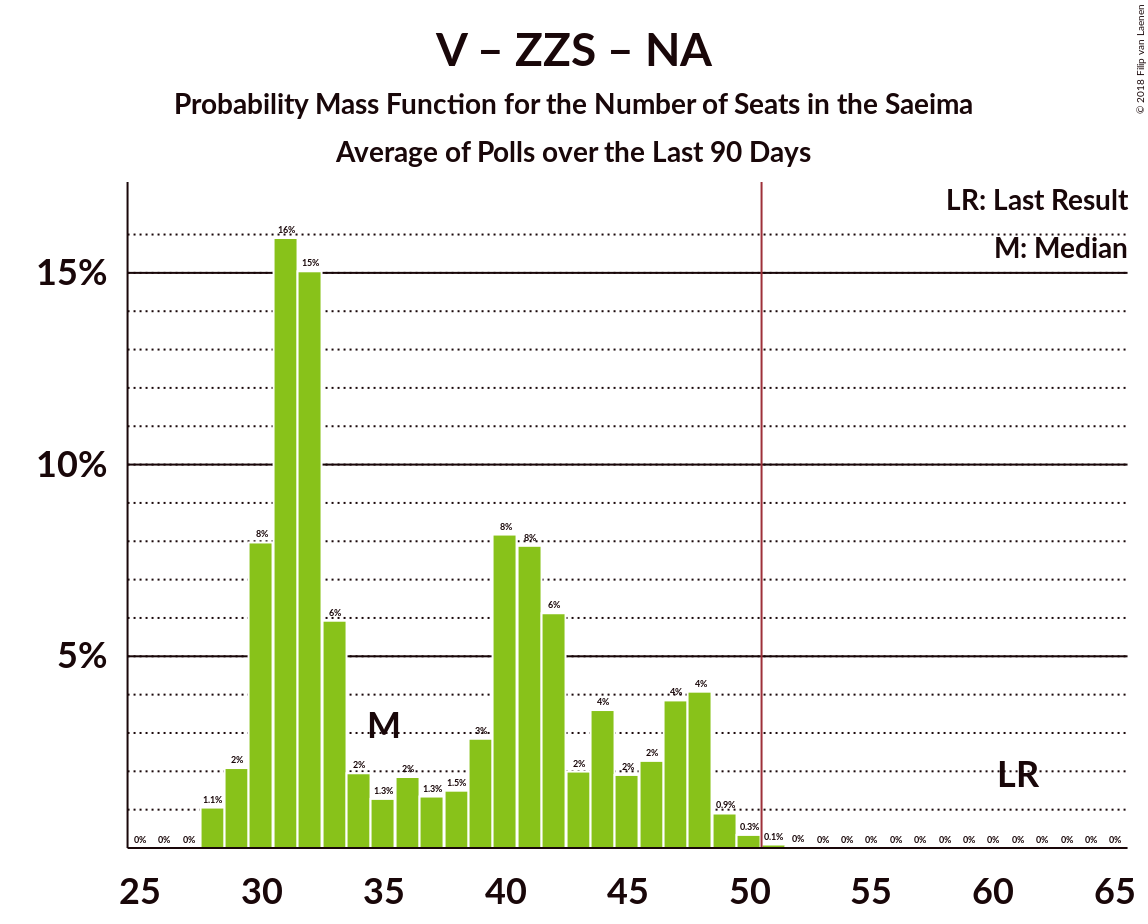 V – ZZS – NA
Probability Mass Function for the Number of Seats in the Saeima
Average of Polls over the Last 90 Days
© 2018 Filip van Laenen
LR: Last Result
M: Median
15%
10%
5%
0% 0% 0% 1.1% 2% 8% 16% 15% 6% 2% 1.3% 2% 1.3% 1.5% 3% 8% 8% 6% 2% 4% 2% 2% 4% 4% 0.9% 0.3% 0.1% 0% 0% 0% 0% 0% 0% 0% 0% 0% 0% 0% 0% 0% 0%
M
LR
25 30 35 40 45 50 55 60 65